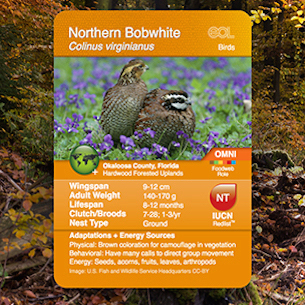 Northern Bobwhite
Colinus virginianus
eol
Birds
Okaloosa County, Florida
Hardwood Forested Uplands
OMNI
Foodweb
Role
Wingspan 9-12 cm
Adult Weight 140-170 g
Lifespan 8-12 months
Clutch/Broods 7-28; 1-3/yr
Nest Type Ground
NT
IUCN
RedlistTM
Adaptations + Energy Sources
Physical: Brown coloration for camouflage in vegetation
Behavioral: Have many calls to direct group movement
Energy: Seeds, acorns, fruits, leaves, arthropods
Image: U.S. Fish and Wildlife Service Headquarters CC-BY